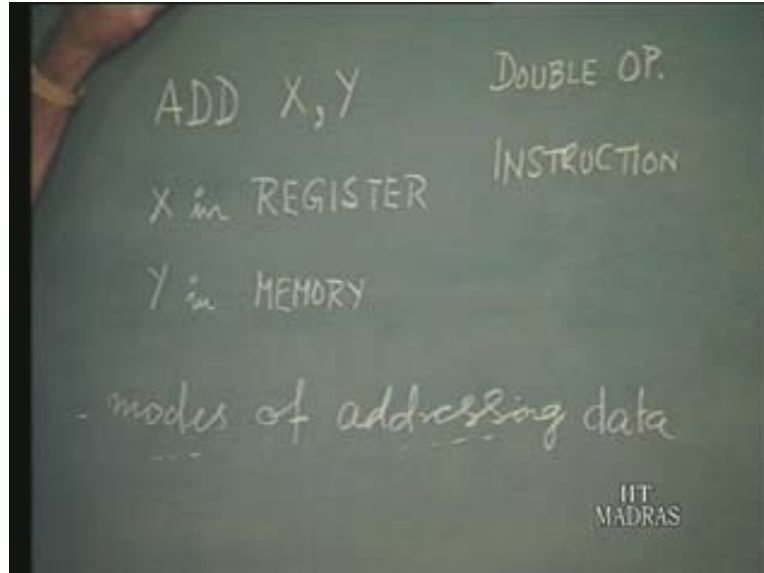 ADD X, Y
DOUBLE OP.
INSTRUCTION
X in REGISTER
Y in MEMORY
- modes of addressing data
IIT
MADRAS